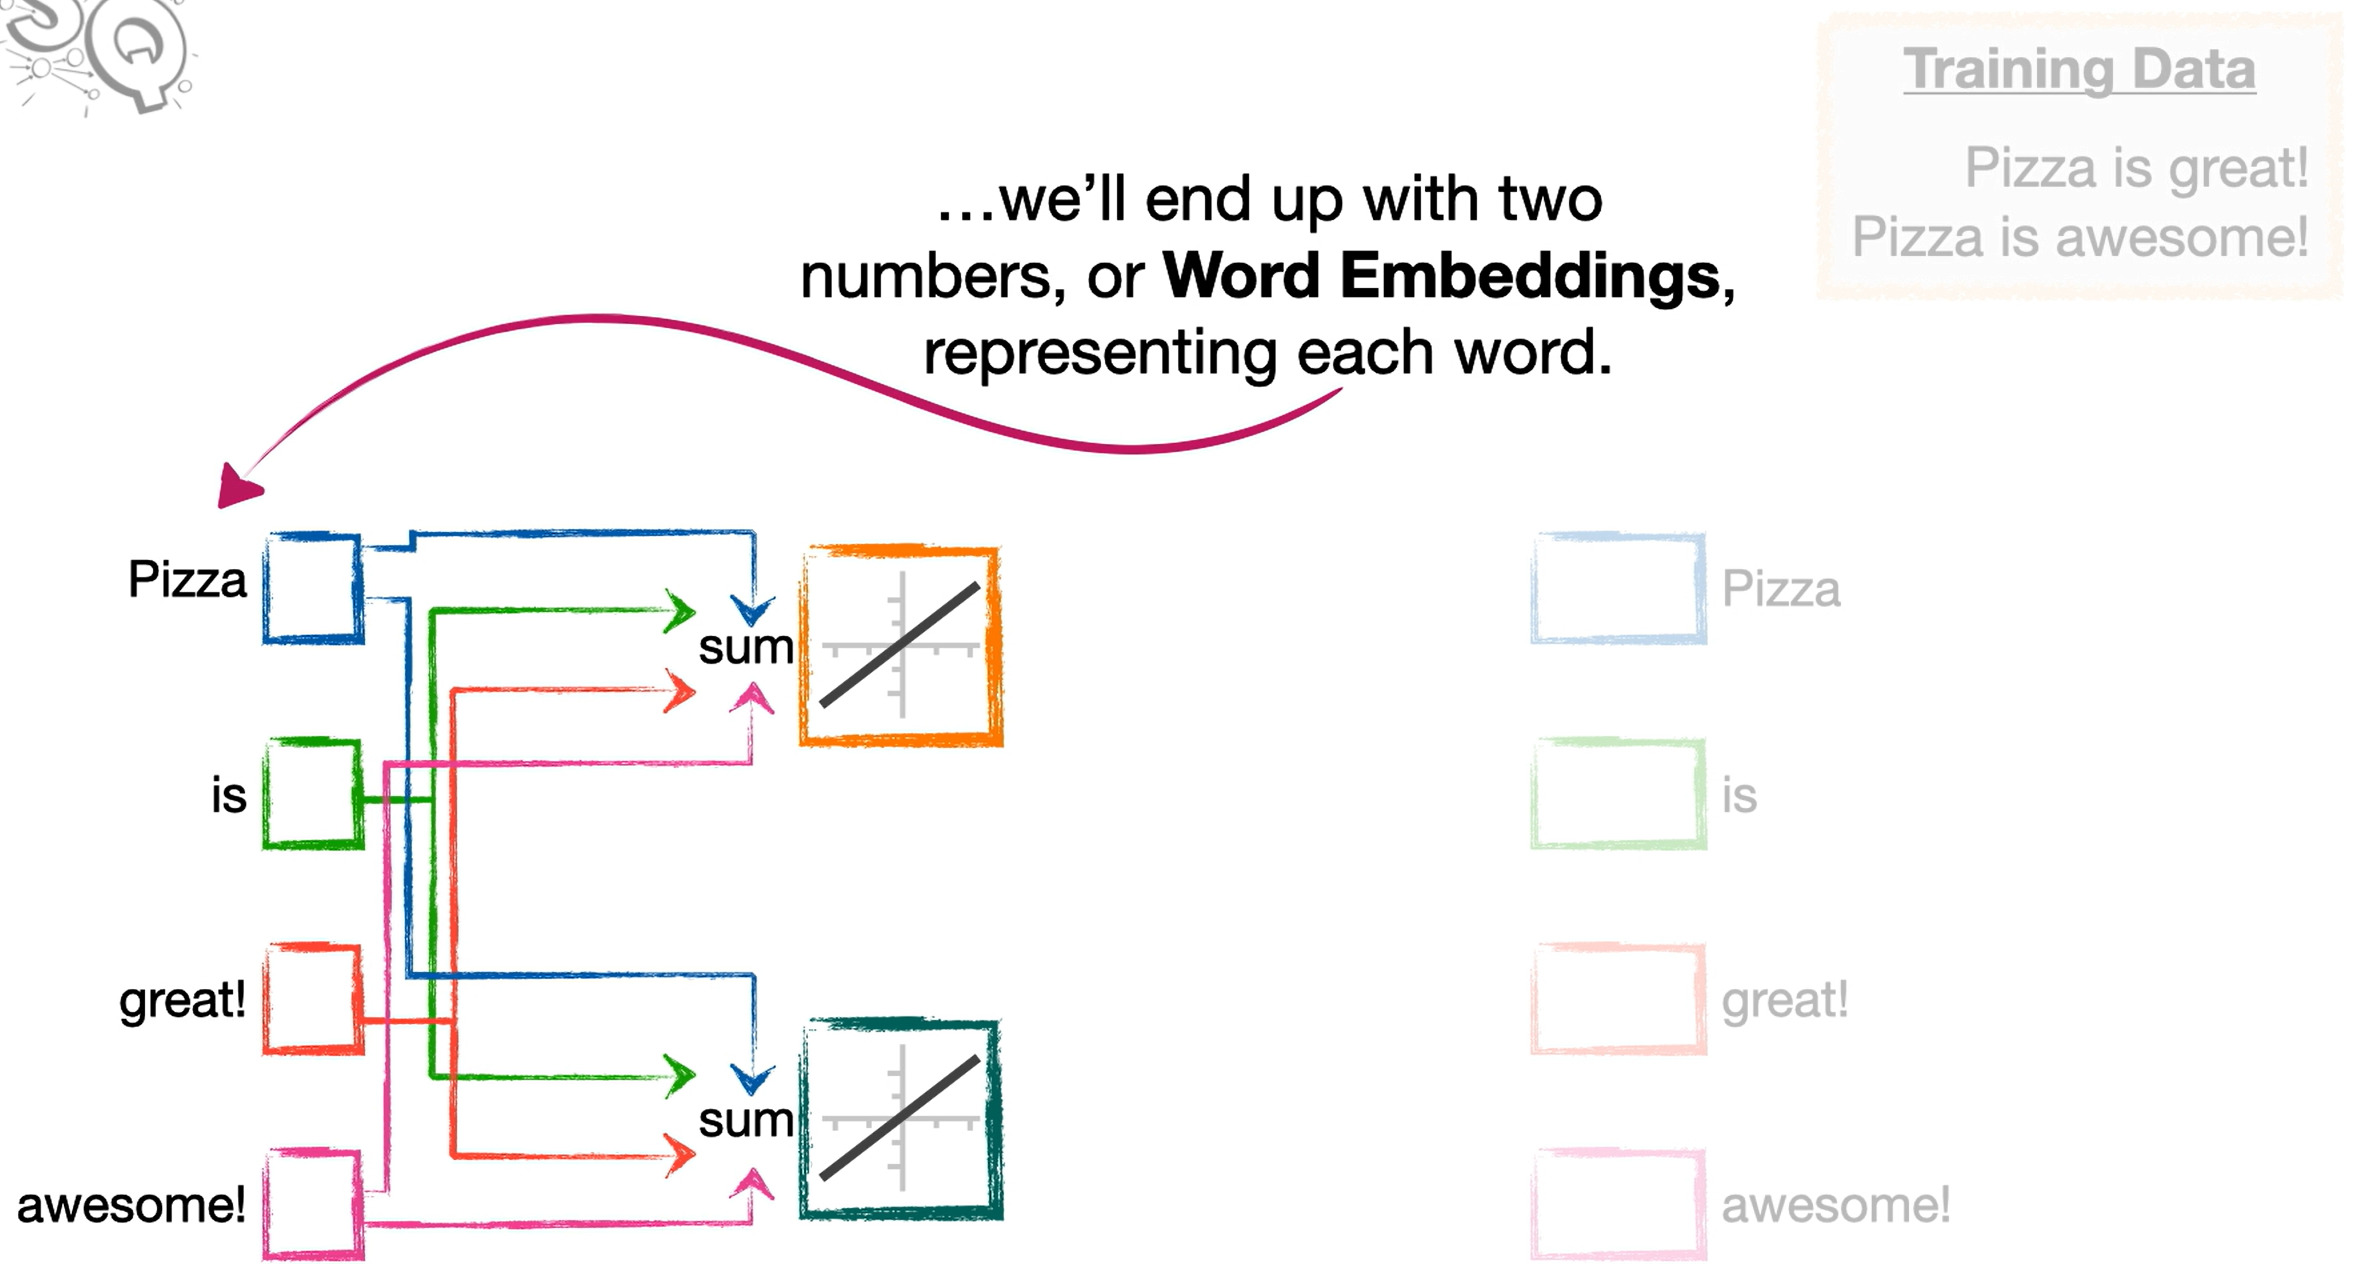 SQ
Training Data
Pizza is great!
Pizza is awesome!
…we’ll end up with two
numbers, or Word Embeddings,
representing each word.
Pizza
is
great!
awesome!
sum
sum
Pizza
is
great!
awesome!